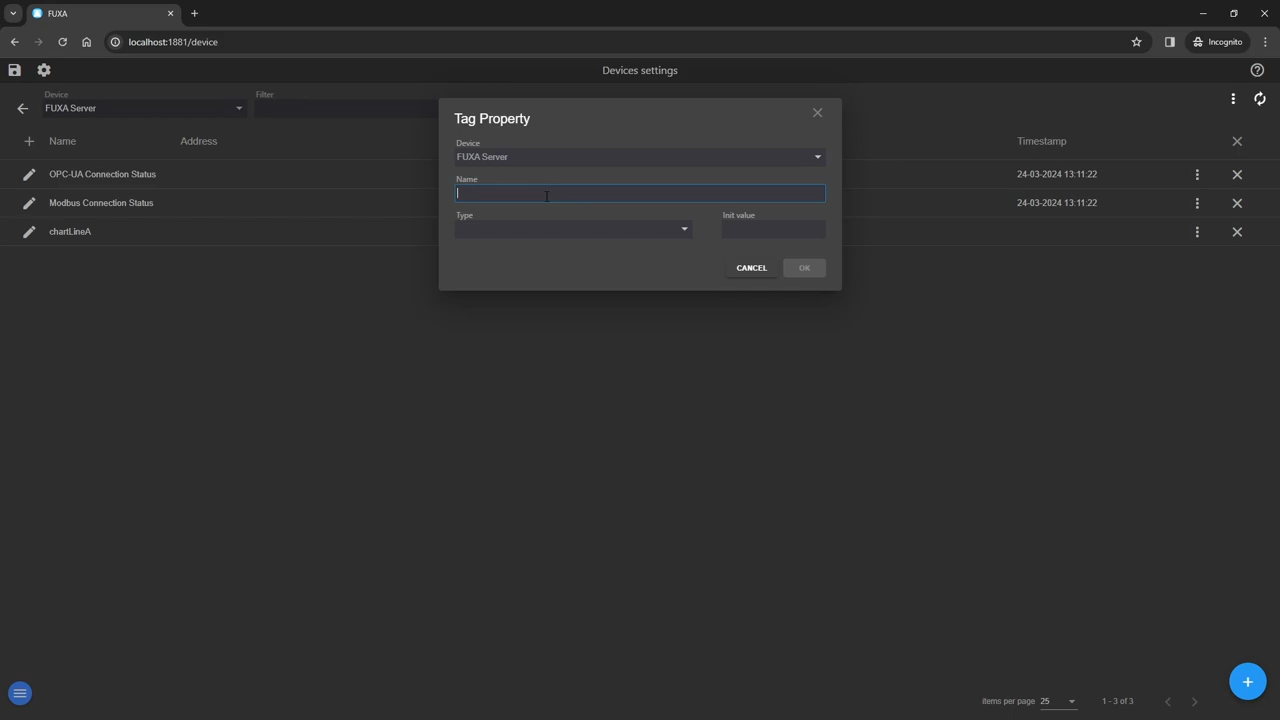 FUXA
localhost:1881/device
Incognito
Devices settings
Device
FUXA Server
Filter
Name
Address
Timestamp
OPC-UA Connection Status
24-03-2024 13:11:22
Modbus Connection Status
24-03-2024 13:11:22
chartLineA
Tag Property
Device
FUXA Server
Name
Type
Init value
CANCEL
OK
Items per page 25
1 - 3 of 3